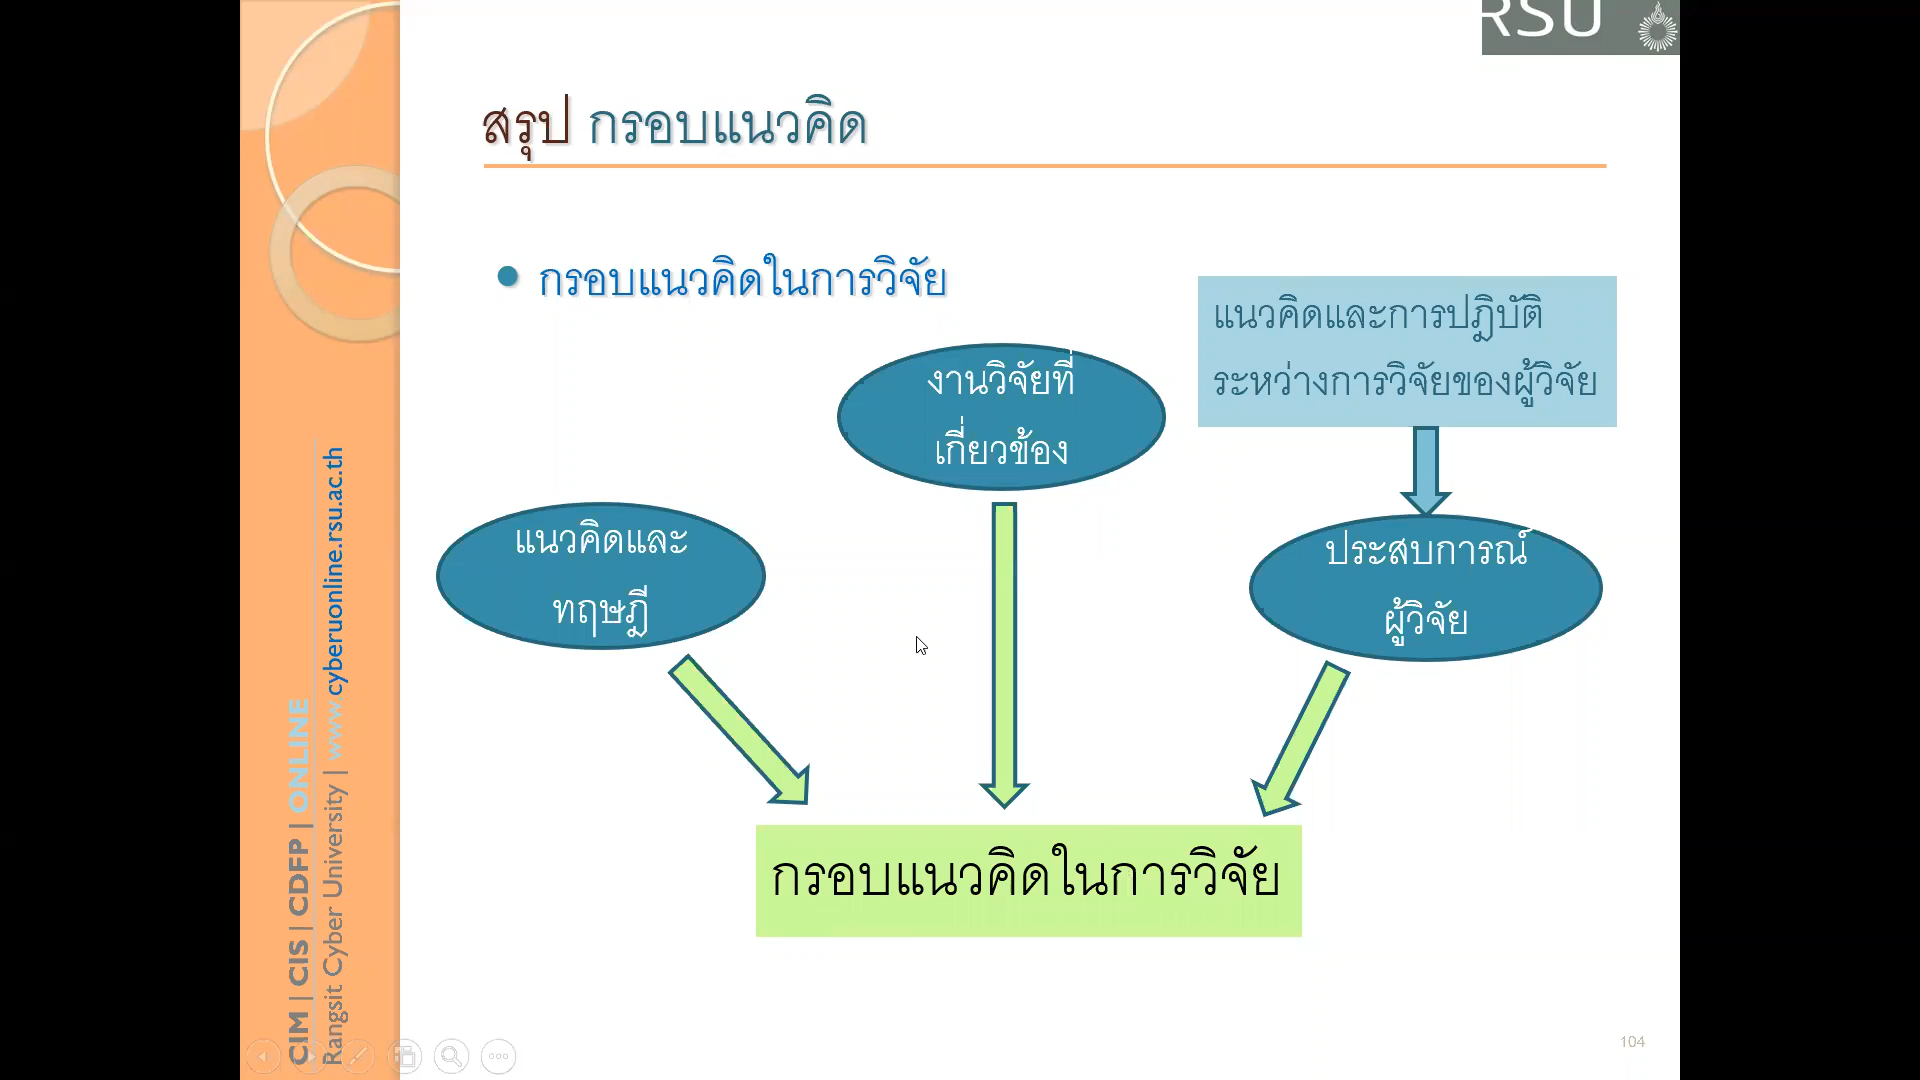 RSU
สรุป กรอบแนวคิด
กรอบแนวคิดในการวิจัย
แนวคิดและการปฏิบัติ
ระหว่างการวิจัยของผู้วิจัย
งานวิจัยที่
เกี่ยวข้อง
แนวคิดและ
ทฤษฎี
ประสบการณ์
ผู้วิจัย
กรอบแนวคิดในการวิจัย
CIM | CIS | CDFP | ONLINE
Rangsit Cyber University | www.cyberuonline.rsu.ac.th
104